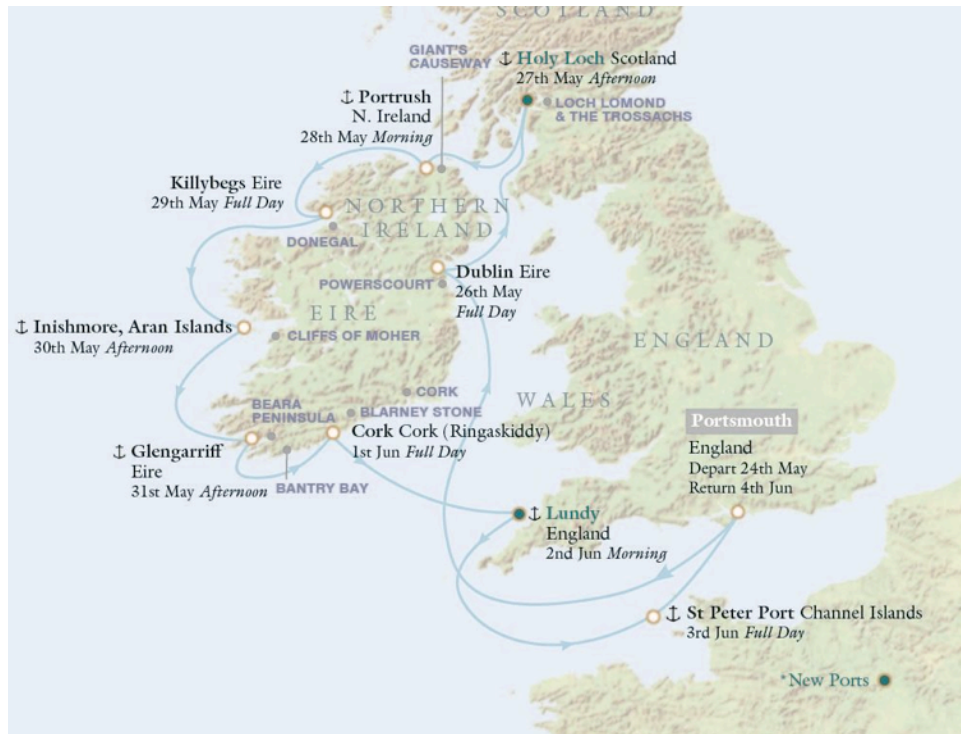 SCOTLAND
GIANT'S
CAUSEWAY
⚓ Holy Loch Scotland
27th May Afternoon
LOCH LOMOND
& THE TROSSACHS
⚓ Portrush
N. Ireland
28th May Morning
Killybegs Eire
29th May Full Day
NORTHERN
IRELAND
DONEGAL
Dublin Eire
26th May
Full Day
POWERSCOURT
EIRE
⚓ Inishmore, Aran Islands
30th May Afternoon
CLIFFS OF MOHER
ENGLAND
WALES
CORK
BEARA
PENINSULA
BLARNEY STONE
Cork Cork (Ringaskiddy)
1st Jun Full Day
⚓ Glengarriff
Eire
31st May Afternoon
BANTRY BAY
Portsmouth
England
Depart 24th May
Return 4th Jun
⚓ Lundy
England
2nd Jun Morning
⚓ St Peter Port Channel Islands
3rd Jun Full Day
*New Ports